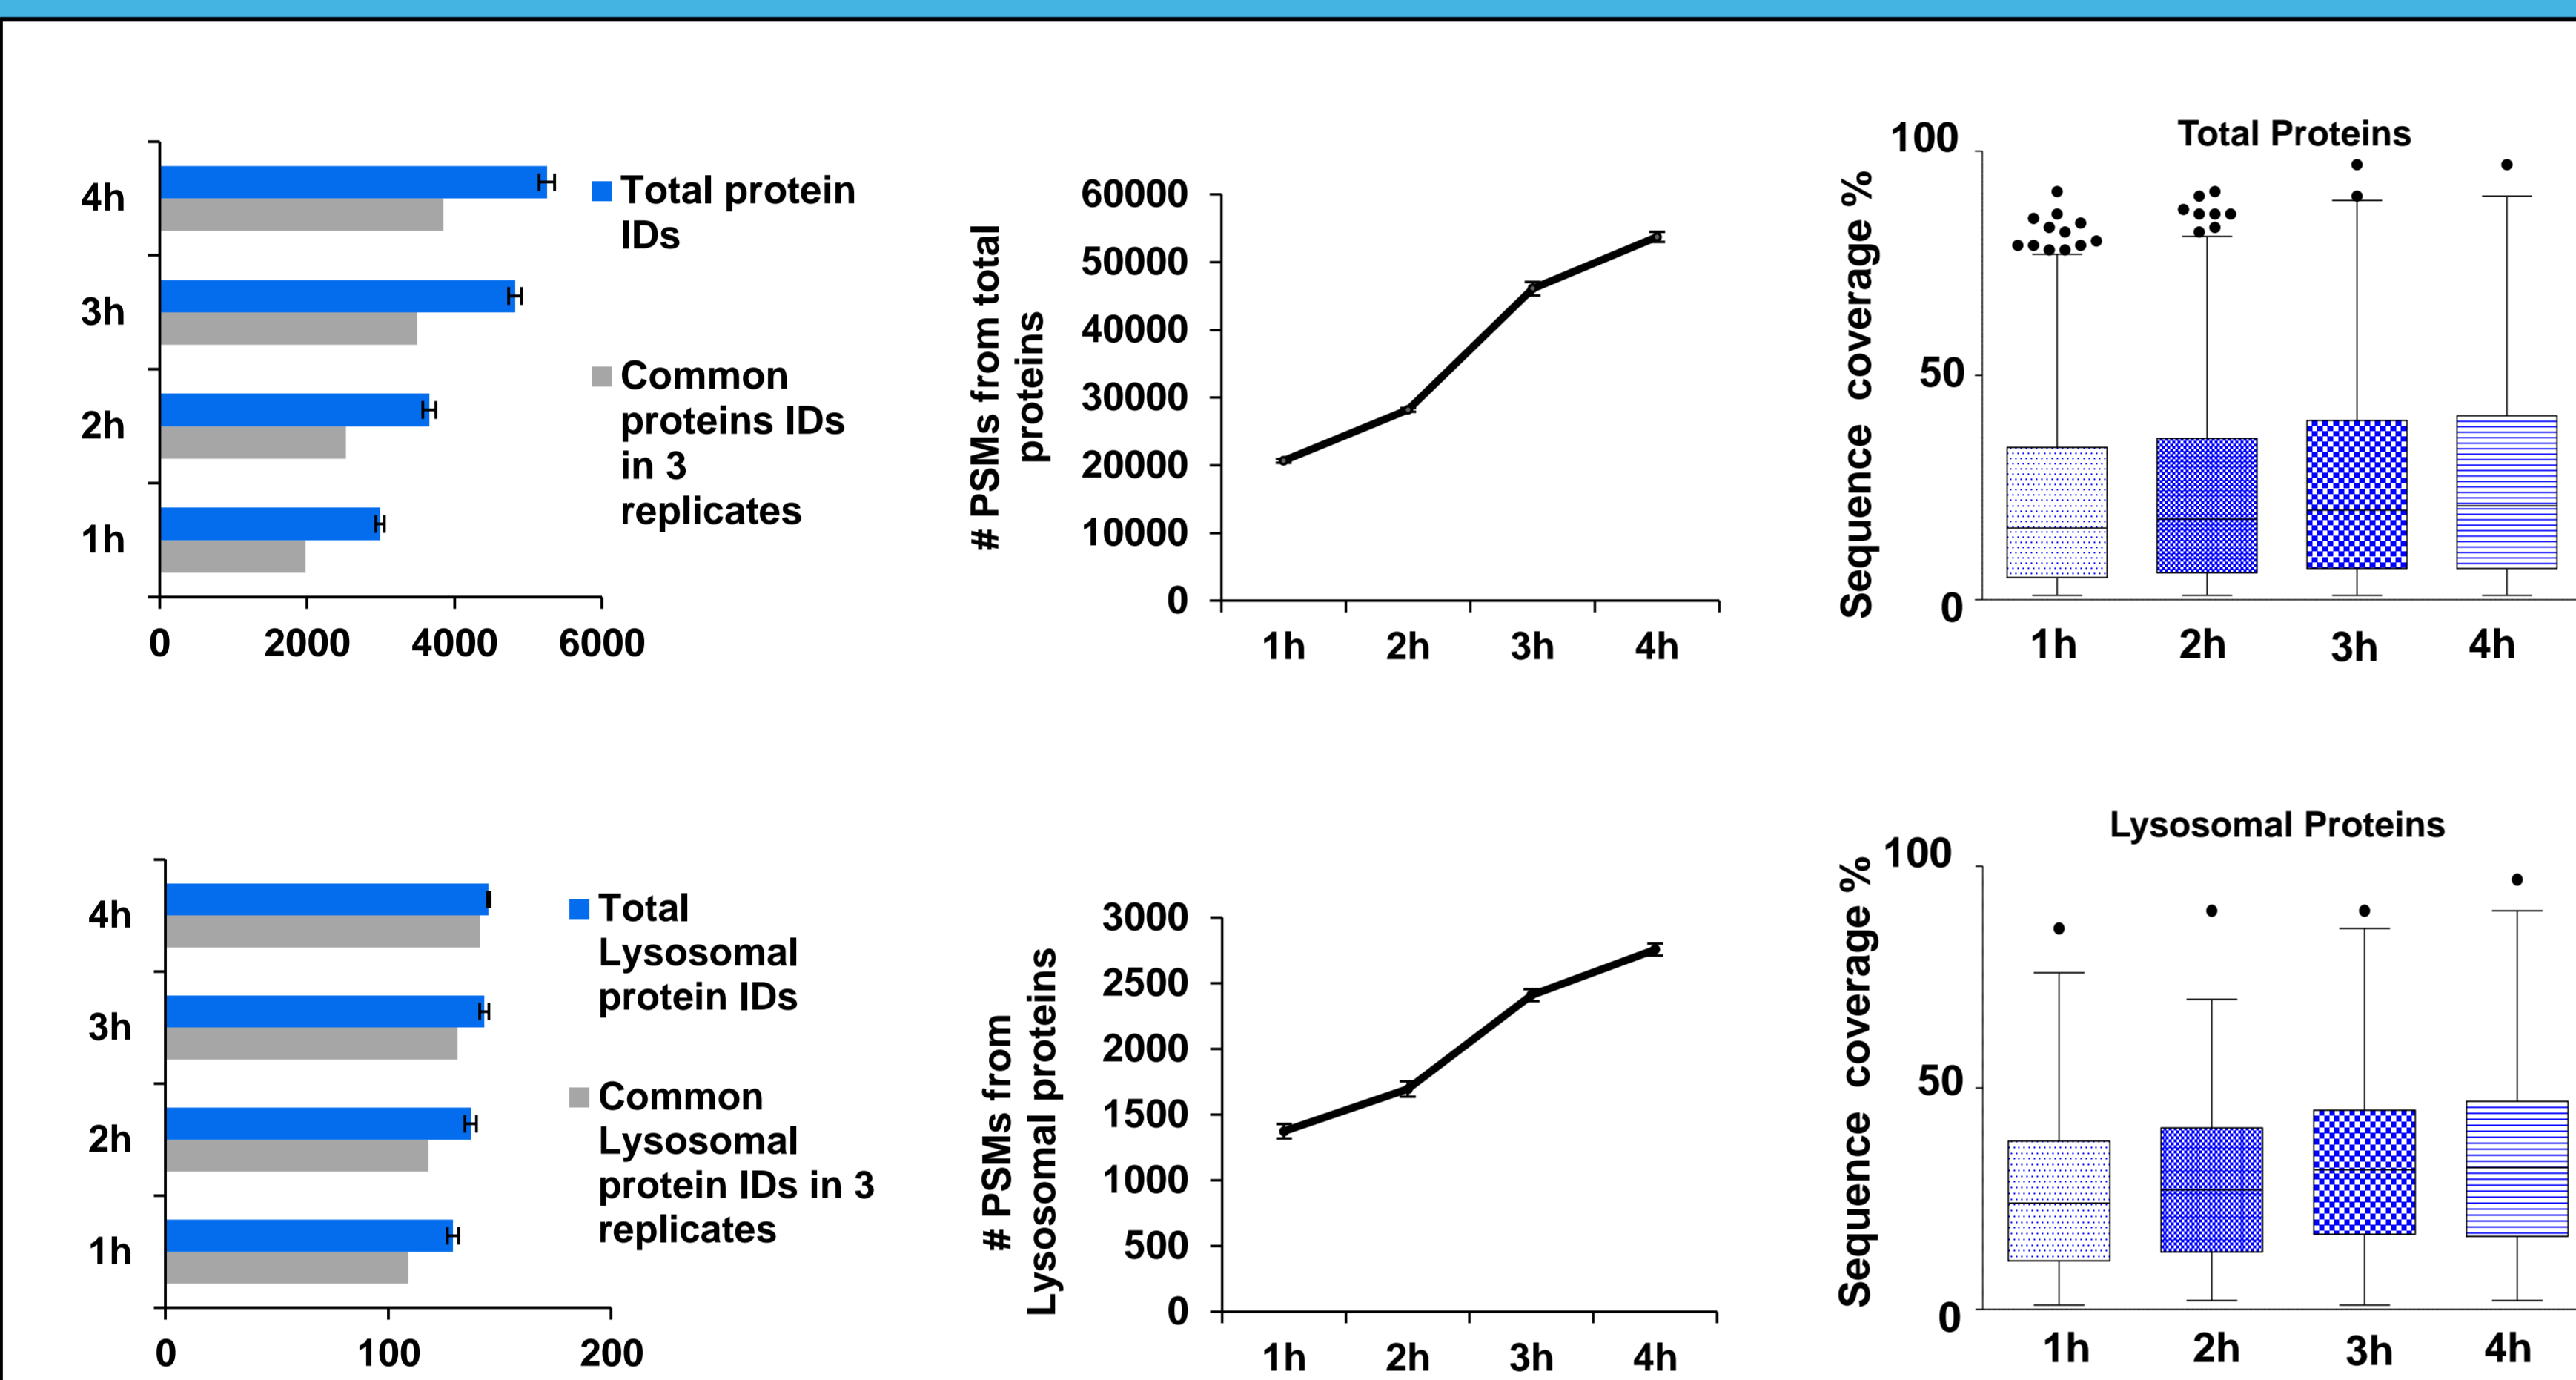 4h
3h
2h
1h
0 2000 4000 6000
Total protein
IDs
Common
proteins IDs
in 3
replicates
# PSMs from total
proteins
60000
50000
40000
30000
20000
10000
0
1h 2h 3h 4h
Total Proteins
Sequence coverage %
100
50
0
1h 2h 3h 4h
4h
3h
2h
1h
0 100 200
Total
Lysosomal
protein IDs
Common
Lysosomal
protein IDs in 3
replicates
# PSMs from
Lysosomal proteins
3000
2500
2000
1500
1000
500
0
1h 2h 3h 4h
Lysosomal Proteins
Sequence coverage %
100
50
0
1h 2h 3h 4h